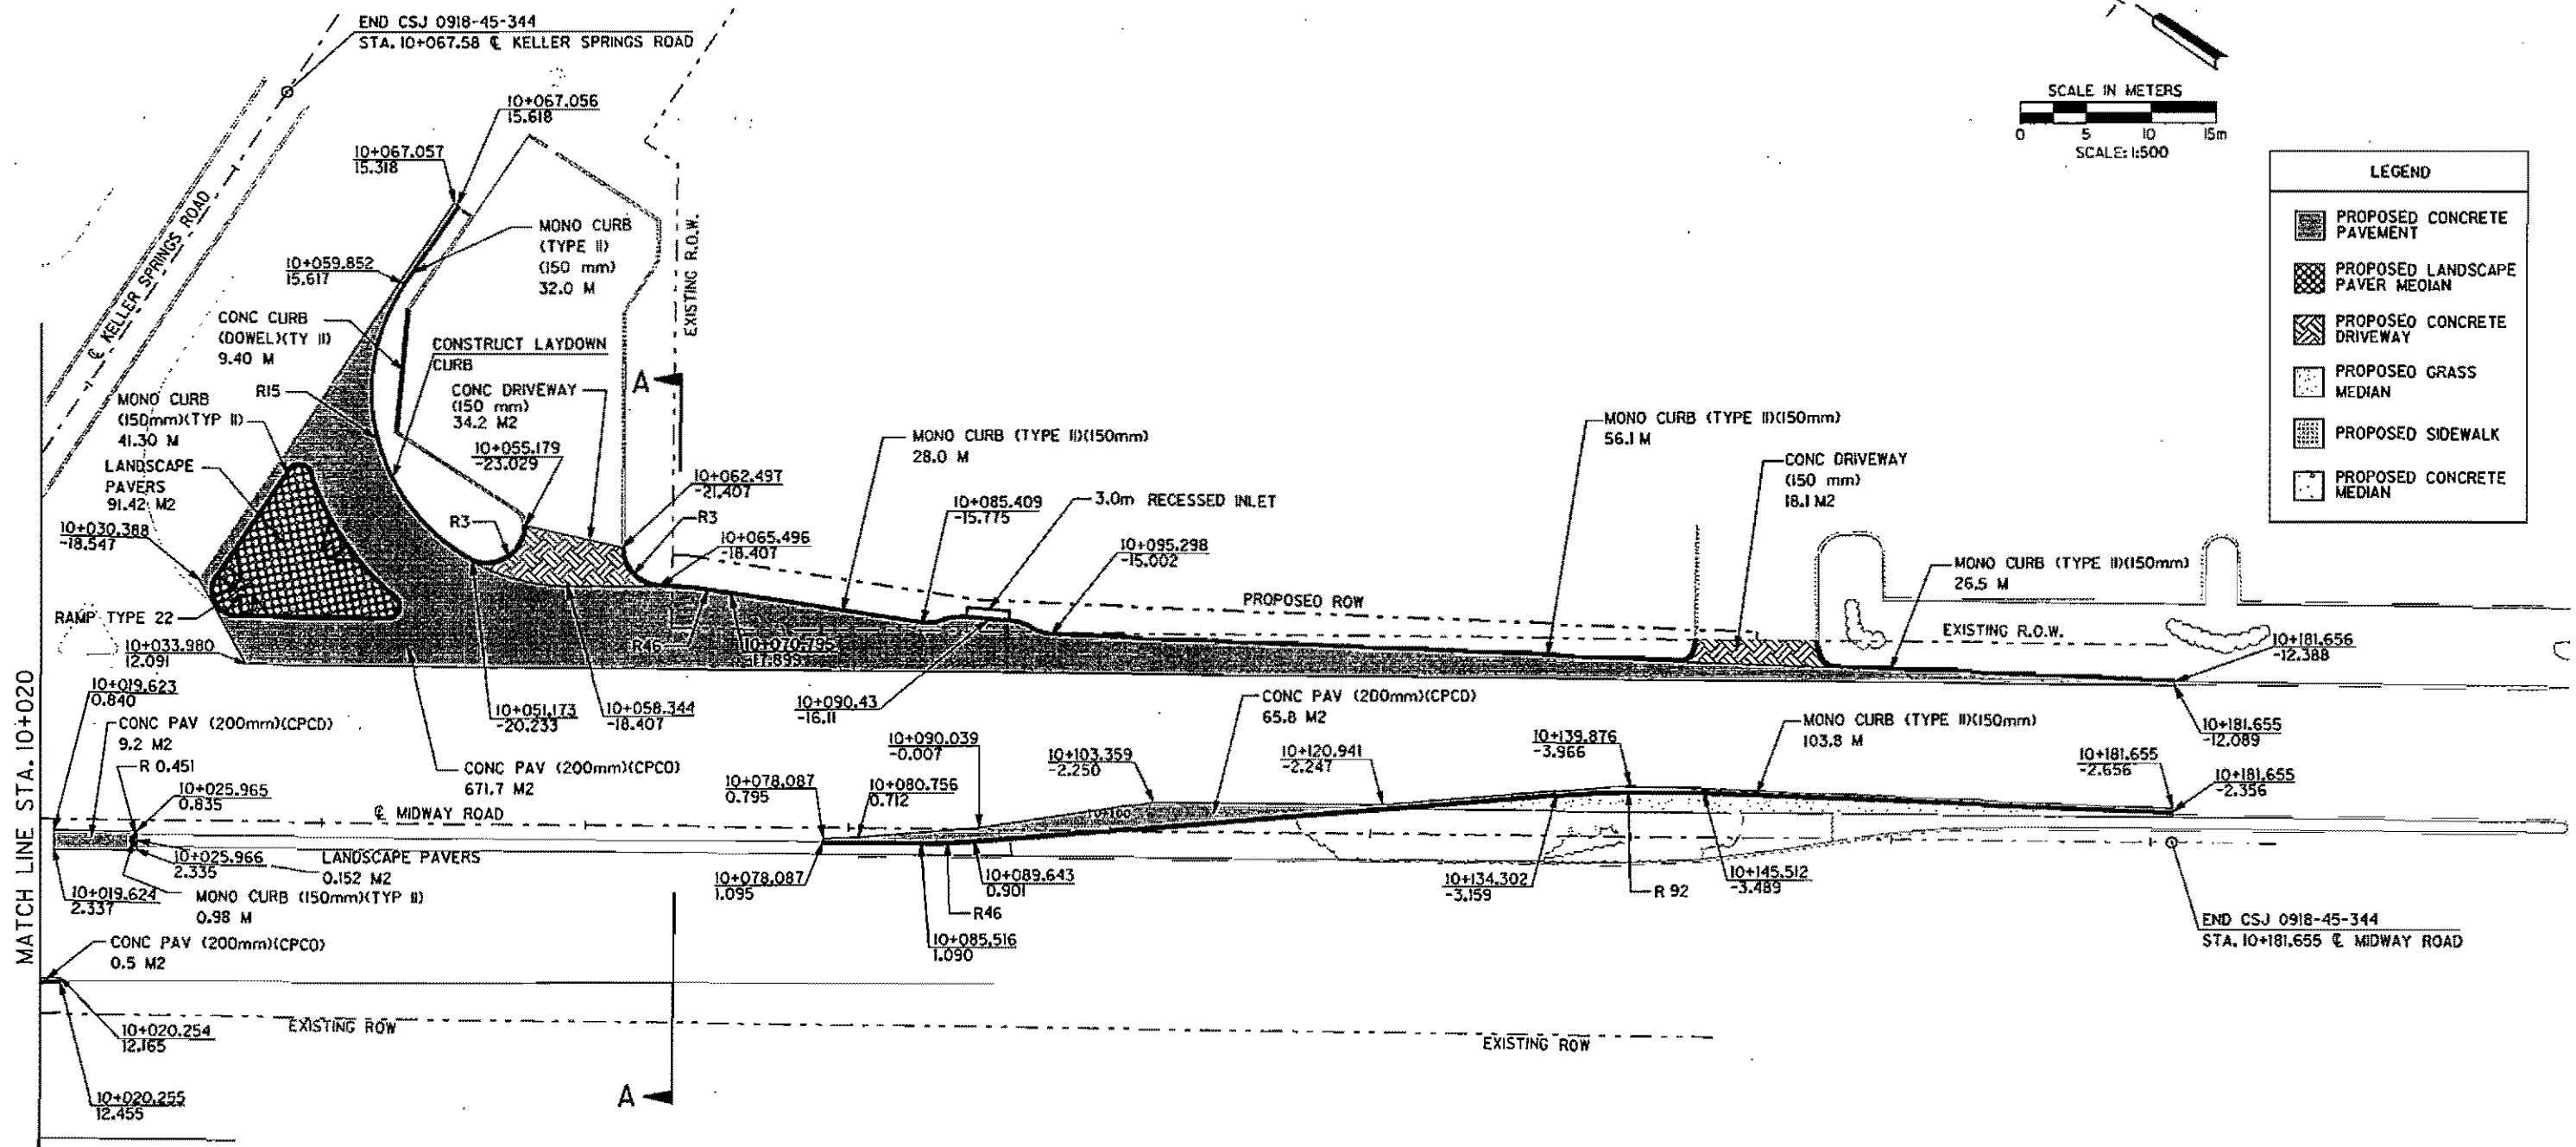 END CSJ 0918-45-344
STA. 10+067.58 ℄ KELLER SPRINGS ROAD
10+067.056
15.618
10+067.057
15.318
MONO CURB
(TYPE II)
(150 mm)
32.0 M
10+059.852
15.617
℄ KELLER SPRINGS ROAD
CONC CURB
(DOWEL)(TY II)
9.40 M
CONSTRUCT LAYDOWN
CURB
EXISTING R.O.W.
R15
CONC DRIVEWAY
(150 mm)
34.2 M2
A
MONO CURB
(150mm)(TYP II)
41.30 M
LANDSCAPE
PAVERS
91.42 M2
10+055.179
-23.029
10+030.388
-18.547
R3
10+062.497
-21.407
R3
10+065.496
-18.407
MONO CURB (TYPE II)(150mm)
28.0 M
10+085.409
-15.775
3.0m RECESSED INLET
10+095.298
-15.002
MONO CURB (TYPE II)(150mm)
56.1 M
CONC DRIVEWAY
(150 mm)
18.1 M2
MONO CURB (TYPE II)(150mm)
26.5 M
PROPOSED ROW
EXISTING R.O.W.
10+181.656
-12.388
10+181.655
-12.089
SCALE IN METERS
0 5 10 15m
SCALE: 1:500
LEGEND
PROPOSED CONCRETE
PAVEMENT
PROPOSED LANDSCAPE
PAVER MEDIAN
PROPOSED CONCRETE
DRIVEWAY
PROPOSED GRASS
MEDIAN
PROPOSED SIDEWALK
PROPOSED CONCRETE
MEDIAN
RAMP TYPE 22
10+033.980
12.091
R46
10+070.795
-17.893
10+051.173
-20.233
10+058.344
-18.407
10+090.43
-16.11
MATCH LINE STA. 10+020
10+019.623
0.840
CONC PAV (200mm)(CPCD)
9.2 M2
R 0.451
10+025.965
0.835
CONC PAV (200mm)(CPCD)
671.7 M2
℄ MIDWAY ROAD
10+025.966
2.335
LANDSCAPE PAVERS
0.152 M2
10+019.624
2.337
MONO CURB (150mm)(TYP II)
0.98 M
CONC PAV (200mm)(CPCD)
0.5 M2
10+020.254
12.165
10+020.255
12.455
10+078.087
0.795
10+080.756
0.712
10+090.039
-0.007
10+103.359
-2.250
CONC PAV (200mm)(CPCD)
65.8 M2
10+120.941
-2.247
10+139.876
-3.966
MONO CURB (TYPE II)(150mm)
103.8 M
10+181.655
-2.656
10+181.655
-2.356
10+100
10+078.087
1.095
10+089.643
0.901
R46
10+085.516
1.090
10+134.302
-3.159
R 92
10+145.512
-3.489
END CSJ 0918-45-344
STA. 10+181.655 ℄ MIDWAY ROAD
EXISTING ROW
EXISTING ROW
A